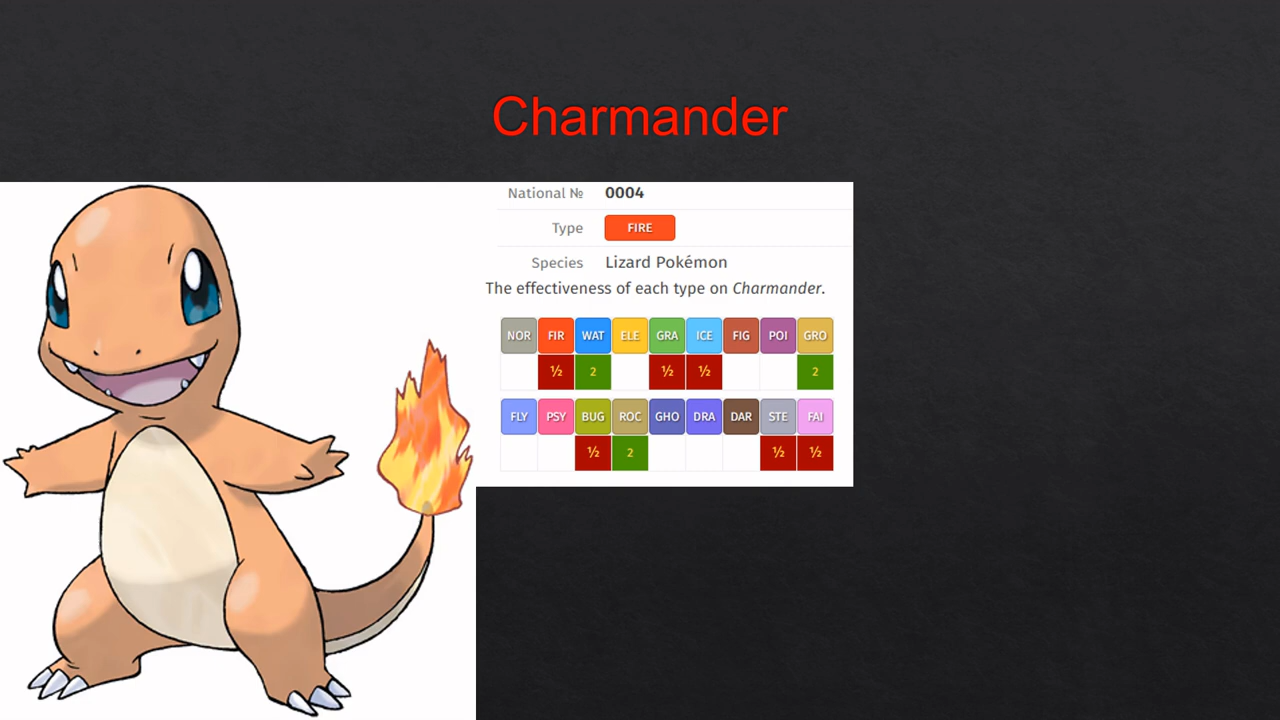 Charmander
National № 0004
Type FIRE
Species Lizard Pokémon
The effectiveness of each type on Charmander.
NOR FIR WAT ELE GRA ICE FIG POI GRO
½ 2 ½ ½ 2
FLY PSY BUG ROC GHO DRA DAR STE FAI
½ 2 ½ ½